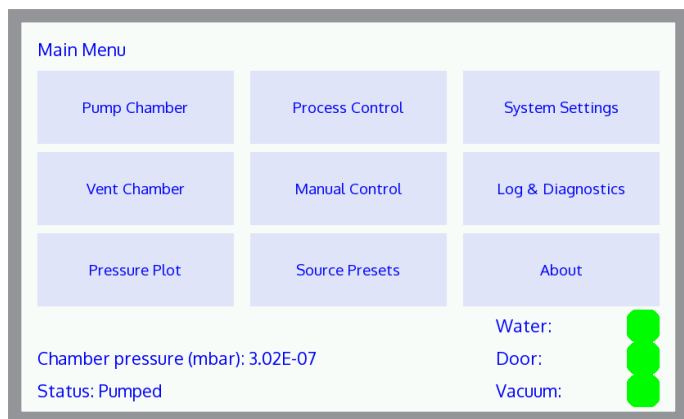 Main Menu
Pump Chamber
Process Control
System Settings
Vent Chamber
Manual Control
Log & Diagnostics
Pressure Plot
Source Presets
About
Water:
Chamber pressure (mbar): 3.02E-07
Door:
Status: Pumped
Vacuum: